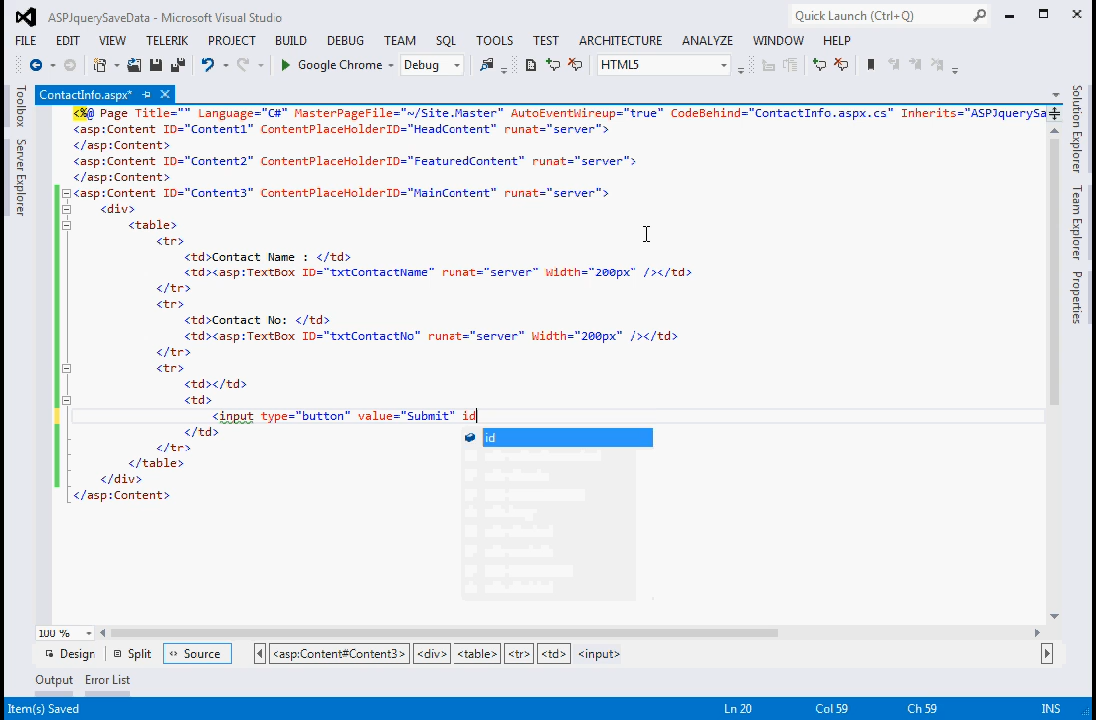 ASPJquerySaveData - Microsoft Visual Studio
Quick Launch (Ctrl+Q)
FILE EDIT VIEW TELERIK PROJECT BUILD DEBUG TEAM SQL TOOLS TEST ARCHITECTURE ANALYZE WINDOW HELP
Google Chrome Debug HTML5
ContactInfo.aspx*
Toolbox
Server Explorer
Solution Explorer
Team Explorer
Properties
<%@ Page Title="" Language="C#" MasterPageFile="~/Site.Master" AutoEventWireup="true" CodeBehind="ContactInfo.aspx.cs" Inherits="ASPJquerySa
<asp:Content ID="Content1" ContentPlaceHolderID="HeadContent" runat="server">
</asp:Content>
<asp:Content ID="Content2" ContentPlaceHolderID="FeaturedContent" runat="server">
</asp:Content>
<asp:Content ID="Content3" ContentPlaceHolderID="MainContent" runat="server">
<div>
<table>
<tr>
<td>Contact Name : </td>
<td><asp:TextBox ID="txtContactName" runat="server" Width="200px" /></td>
</tr>
<tr>
<td>Contact No: </td>
<td><asp:TextBox ID="txtContactNo" runat="server" Width="200px" /></td>
</tr>
<tr>
<td></td>
<td>
<input type="button" value="Submit" id
</td>
id
</tr>
</table>
</div>
</asp:Content>
100 %
Design Split Source <asp:Content#Content3> <div> <table> <tr> <td> <input>
Output Error List
Item(s) Saved Ln 20 Col 59 Ch 59 INS